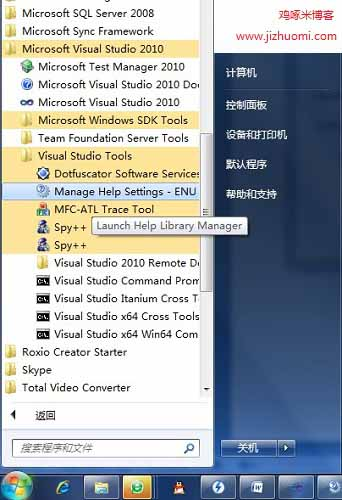 Microsoft SQL Server 2008
Microsoft Sync Framework
Microsoft Visual Studio 2010
Microsoft Test Manager 2010
Microsoft Visual Studio 2010 Do
Microsoft Visual Studio 2010
Microsoft Windows SDK Tools
Team Foundation Server Tools
Visual Studio Tools
Dotfuscator Software Services
Manage Help Settings - ENU
MFC-ATL Trace Tool
Spy++
Launch Help Library Manager
Spy++
Visual Studio 2010 Remote D
Visual Studio Command Prom
Visual Studio Itanium Cross T
Visual Studio x64 Cross Tools
Visual Studio x64 Win64 Com
Roxio Creator Starter
Skype
Total Video Converter
返回
搜索程序和文件
鸡啄米博客
www.jizhuomi.com
计算机
控制面板
设备和打印机
默认程序
帮助和支持
关机